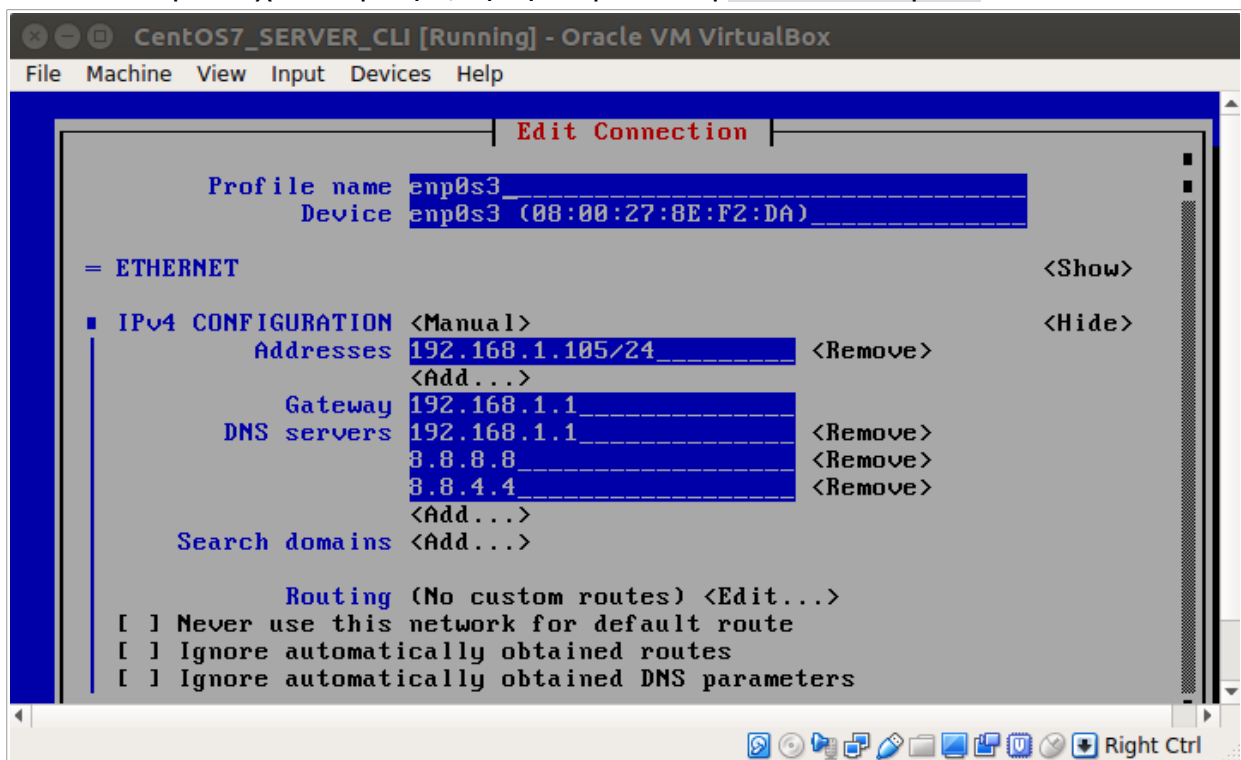 CentOS7_SERVER_CLI [Running] - Oracle VM VirtualBox
File Machine View Input Devices Help
Edit Connection
Profile name enp0s3
Device enp0s3 (08:00:27:8E:F2:DA)
= ETHERNET <Show>
IPv4 CONFIGURATION <Manual> <Hide>
Addresses 192.168.1.105/24 <Remove>
<Add...>
Gateway 192.168.1.1
DNS servers 192.168.1.1 <Remove>
8.8.8.8 <Remove>
8.8.4.4 <Remove>
<Add...>
Search domains <Add...>
Routing (No custom routes) <Edit...>
[ ] Never use this network for default route
[ ] Ignore automatically obtained routes
[ ] Ignore automatically obtained DNS parameters
Right Ctrl